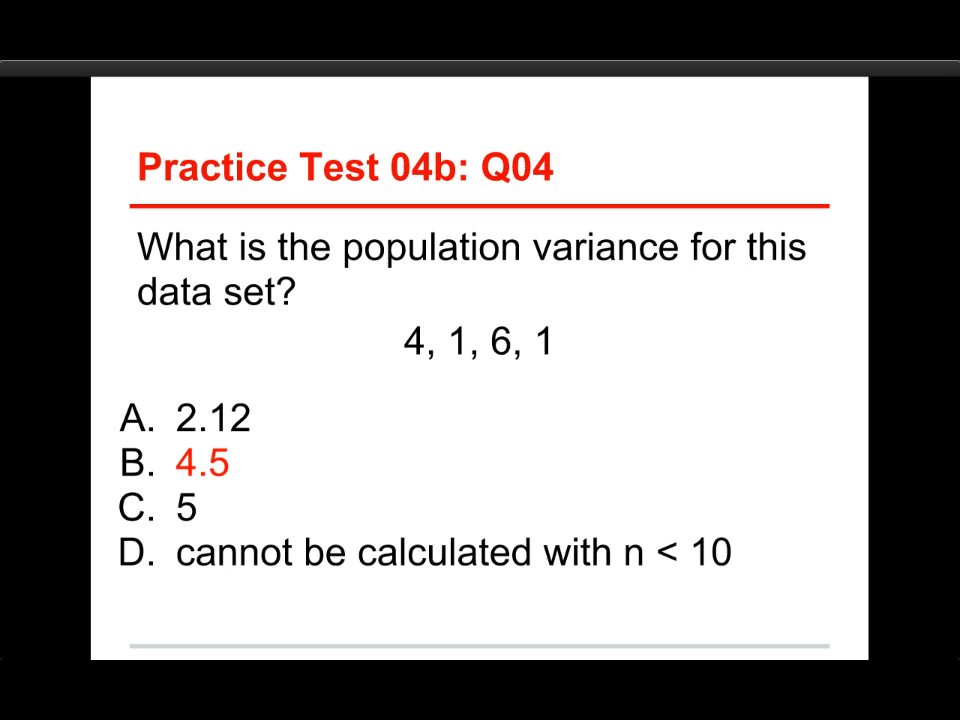 Practice Test 04b: Q04
What is the population variance for this
data set?
4, 1, 6, 1
A. 2.12
B. 4.5
C. 5
D. cannot be calculated with n < 10